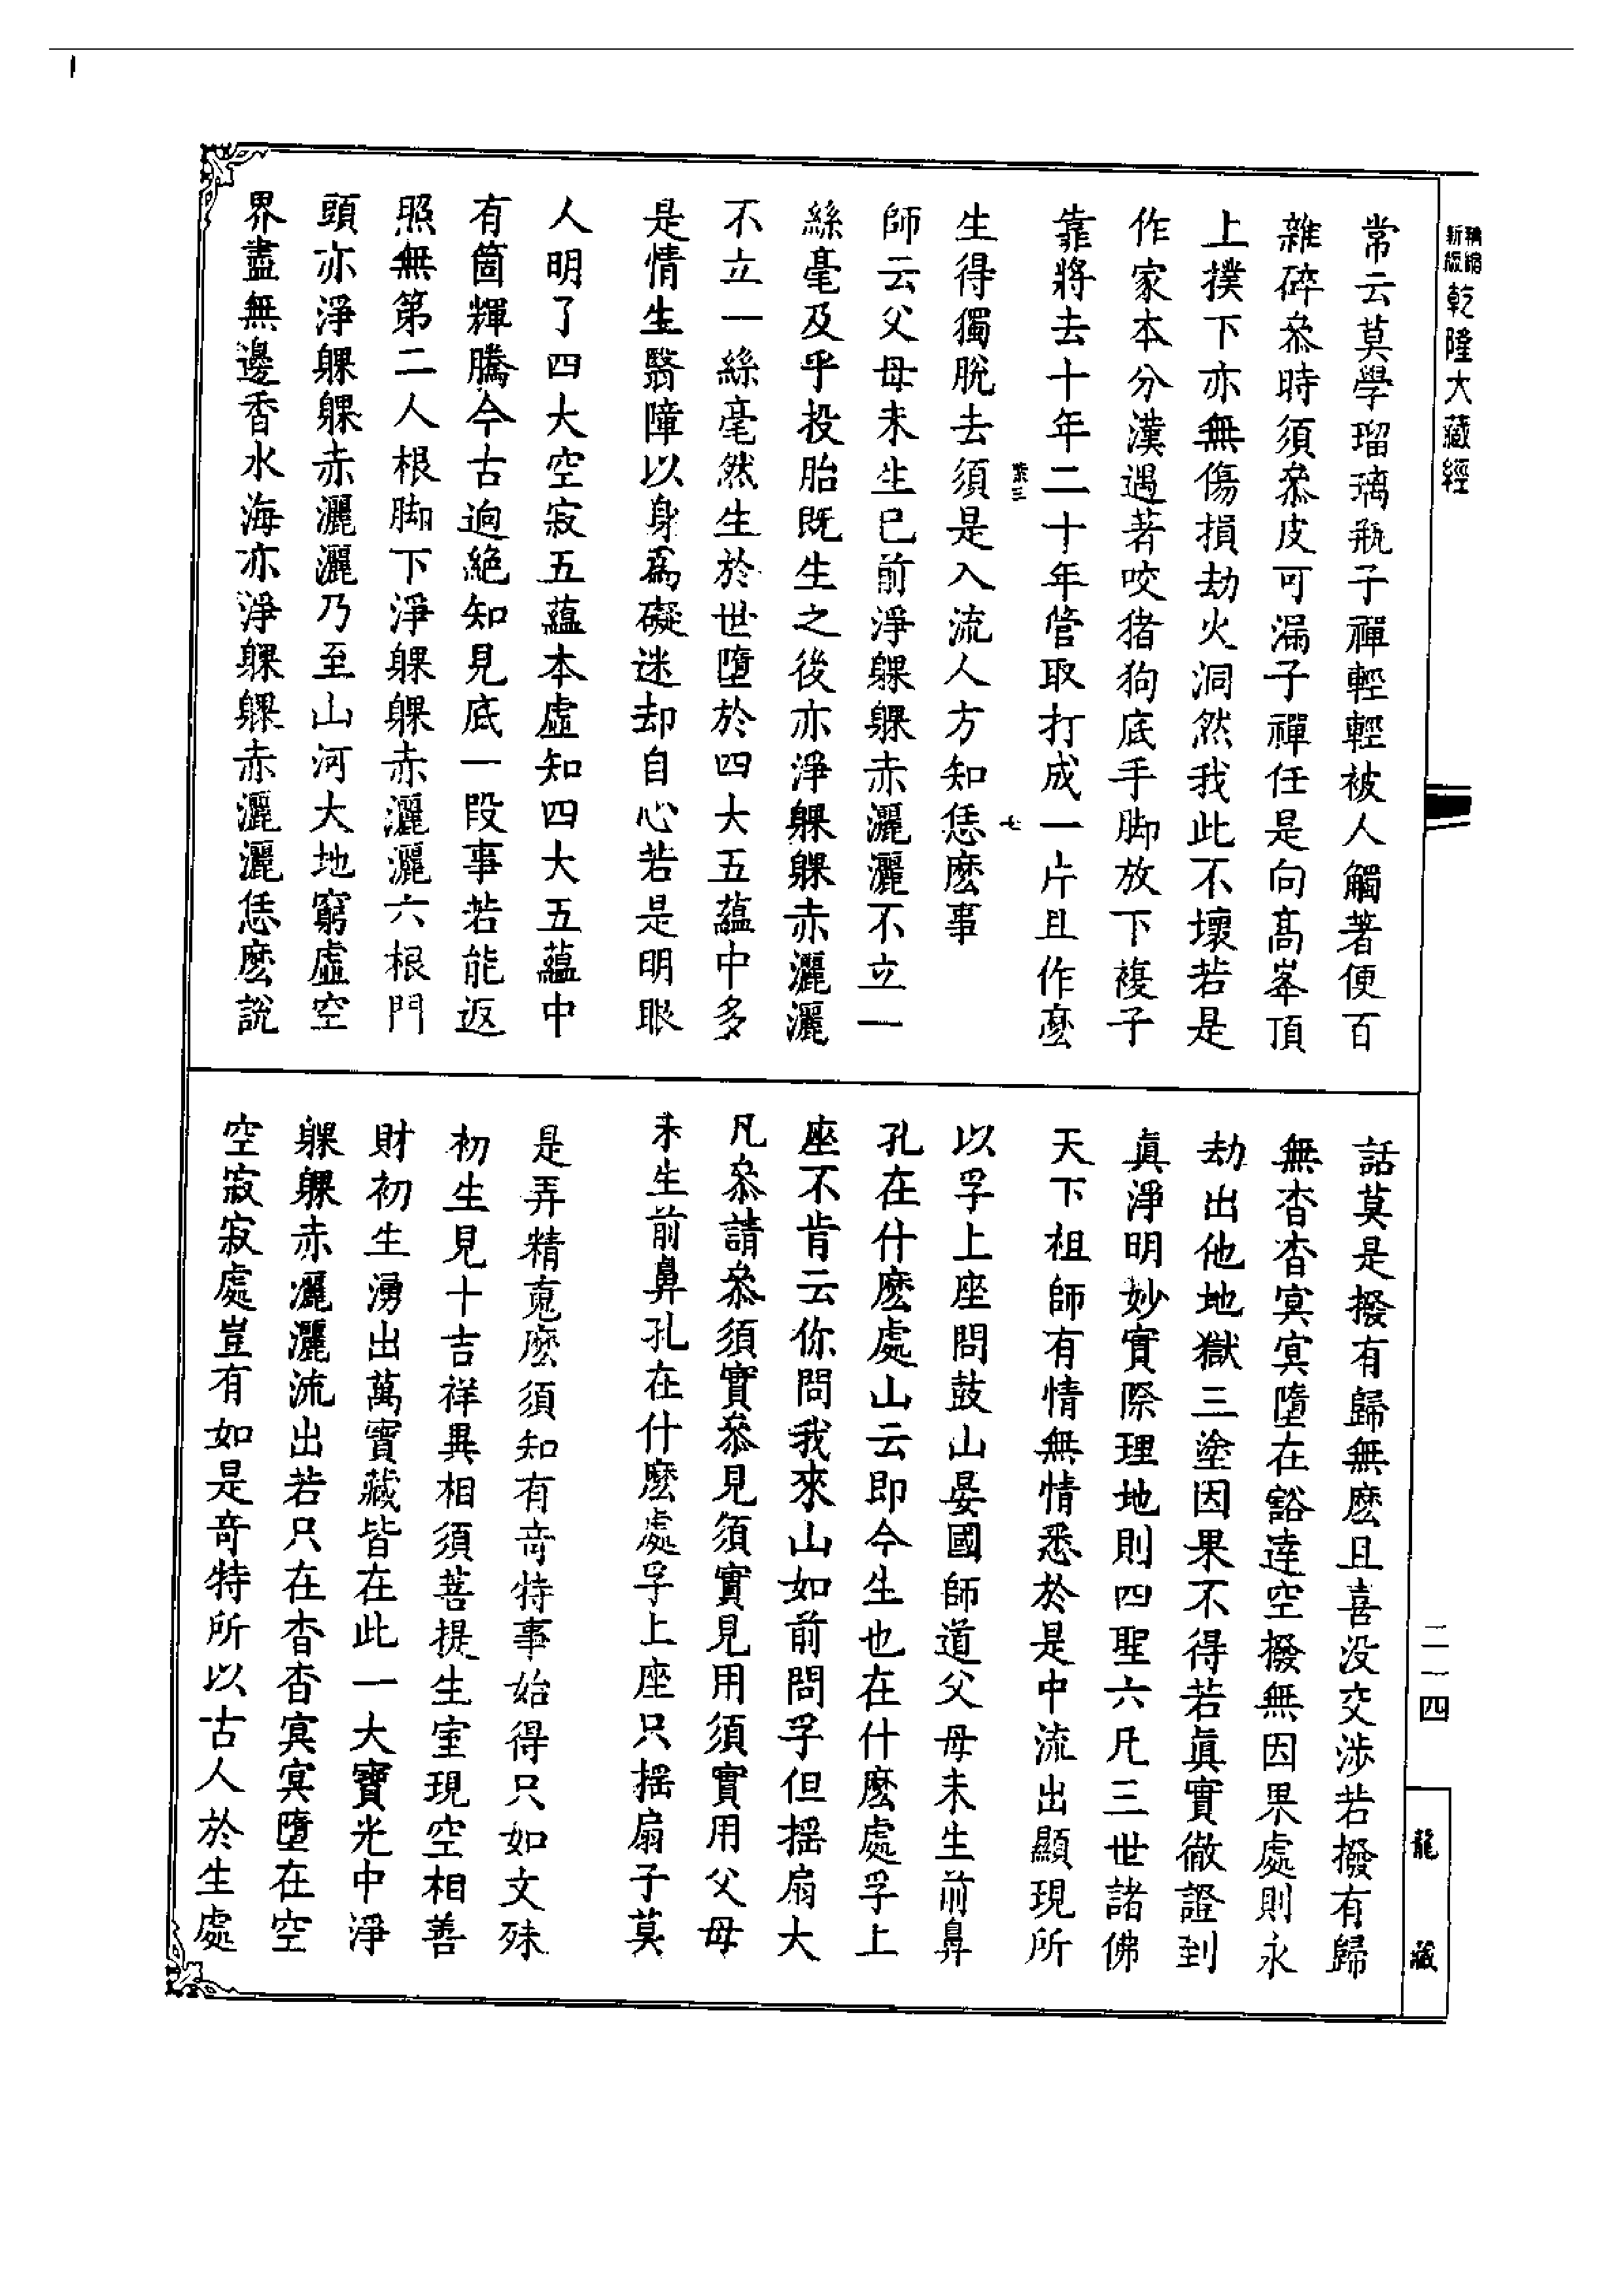 精縮新版乾隆大藏經
常云莫學瑠璃瓶子禪輕輕被人觸著便百
雜碎叅時須叅皮可漏子禪任是向髙峯頂
上撲下亦無傷損劫火洞然我此不壞若是
作家本分漢遇著咬猪狗底手脚放下複子
靠將去十年二十年管取打成一片且作麽
紫三 七
生得獨脫去須是入流人方知恁麽事
師云父母未生已前淨躶躶赤灑灑不立一
絲毫及乎投胎既生之後亦淨躶躶赤灑灑
不立一絲毫然生於世墮於四大五蘊中多
是情生翳障以身爲礙迷却自心若是明眼
人明了四大空寂五蘊本虛知四大五蘊中
有箇輝騰今古逈絕知見底一段事若能返
照無第二人根脚下淨躶躶赤灑灑六根門
頭亦淨躶躶赤灑灑乃至山河大地窮虛空
界盡無邊香水海亦淨躶躶赤灑灑恁麽說
話莫是撥有歸無麽且喜没交涉若撥有歸
無杳杳寞寞墮在豁達空撥無因果處則永
劫出他地獄三塗因果不得若眞實徹證到
眞淨明妙實際理地則四聖六凡三世諸佛
天下祖師有情無情悉於是中流出顯現所
以孚上座問鼓山晏國師道父母未生前鼻
孔在什麽處山云即今生也在什麽處孚上
座不肯云你問我來山如前問孚但揺扇大
凡叅請叅須實叅見須實見用須實用父母
未生前鼻孔在什麽處孚上座只揺扇子莫
是弄精䰟麽須知有竒特事始得只如文殊
初生見十吉祥異相須菩提生室現空相善
財初生湧出萬寶藏皆在此一大寶光中淨
躶躶赤灑灑流出若只在杳杳寞寞墮在空
空寂寂處豈有如是竒特所以古人於生處
二一四
龍藏